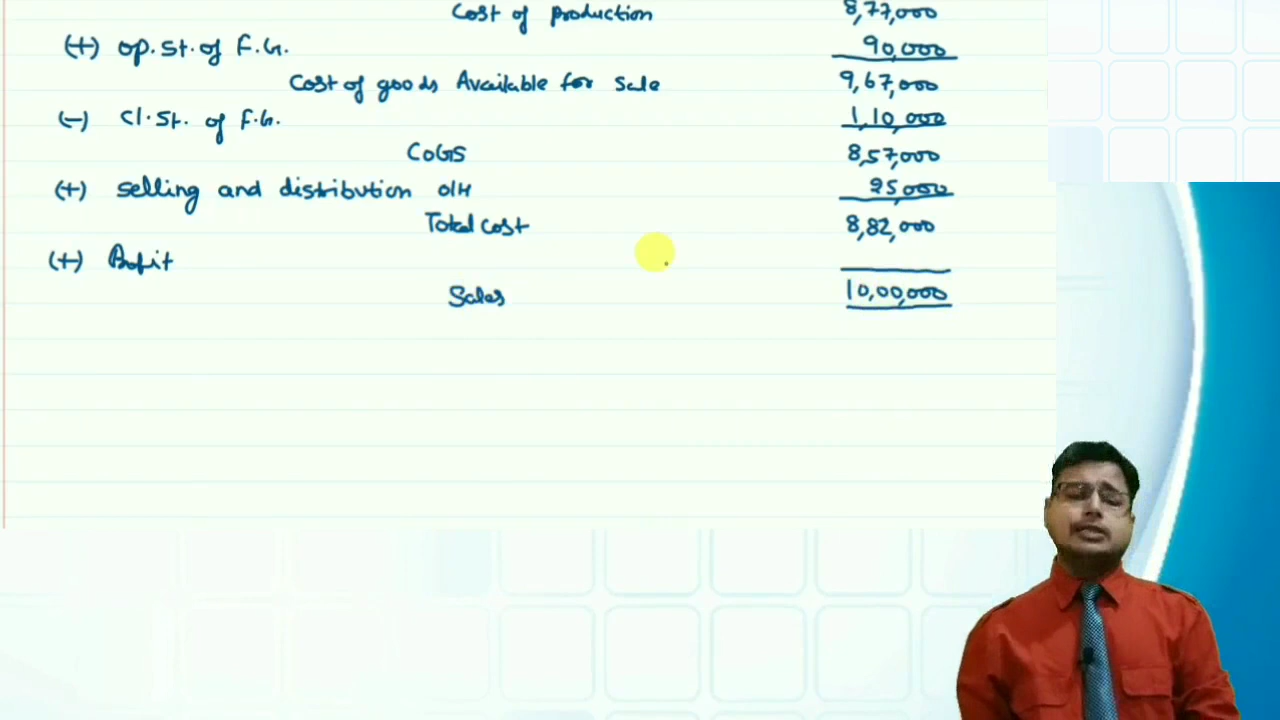 Cost of production 8,77,000
(+) op. st. of F.G. 90,000
Cost of goods Available for Sale 9,67,000
(-) cl. st. of F.G. 1,10,000
COGS 8,57,000
(+) selling and distribution O/H 25,000
Total cost 8,82,000
(+) Profit
Sales 10,00,000